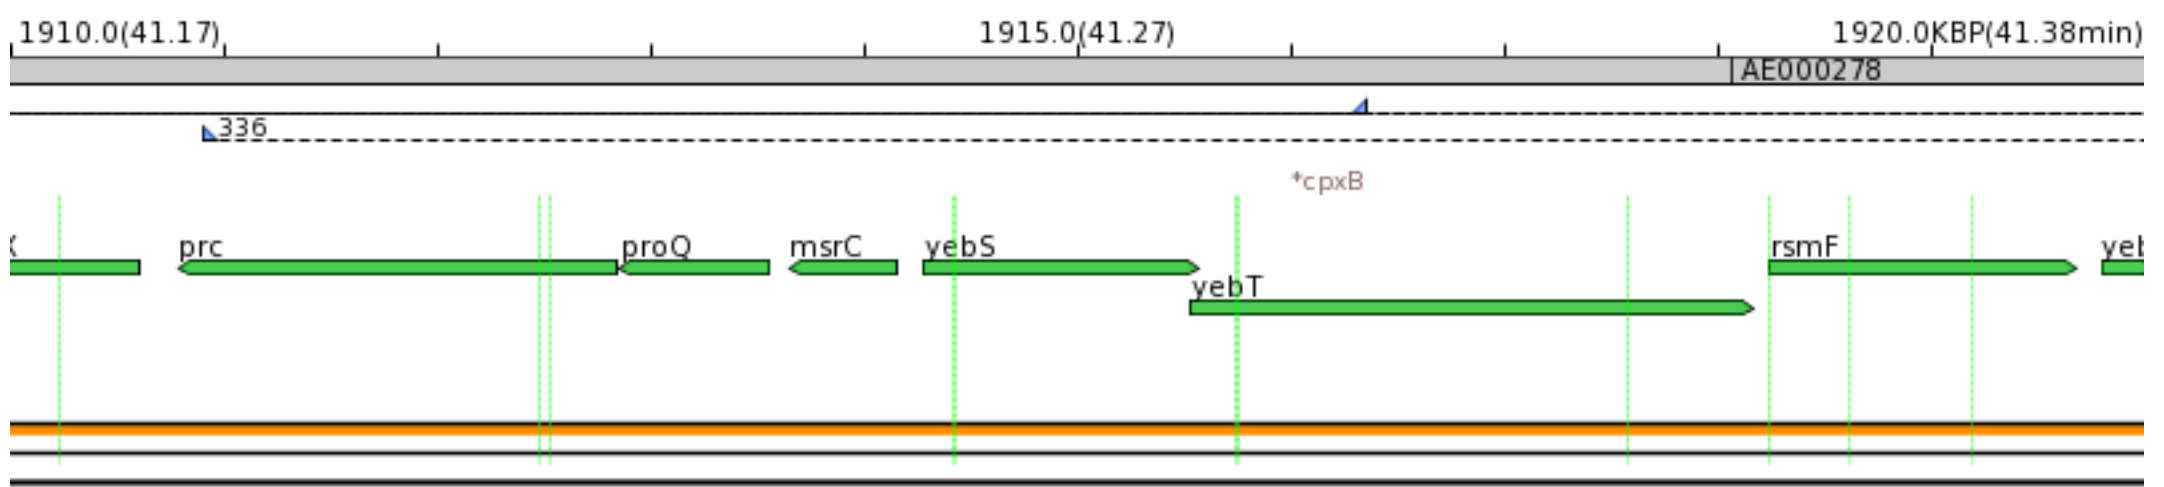 1910.0(41.17) 1915.0(41.27) 1920.0KBP(41.38min)
AE000278
336
*cpxB
X prc proQ msrC yebS rsmF yeb
yebT